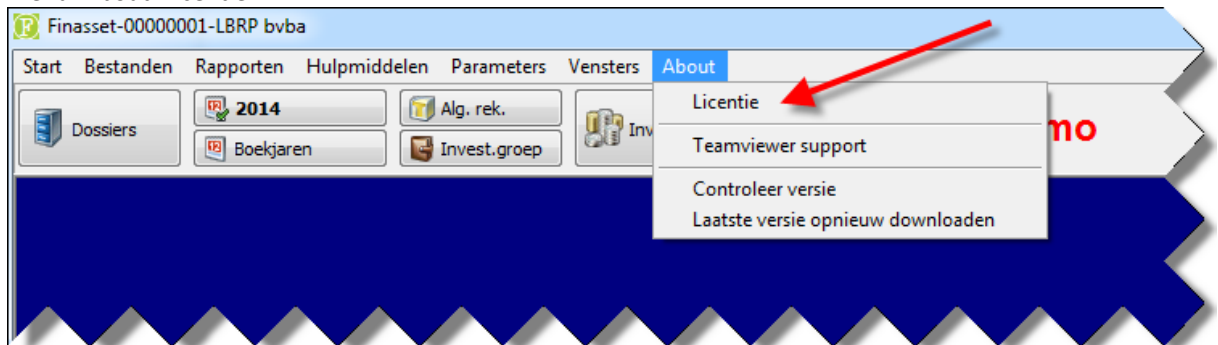 Finasset-00000001-LBRP bvba
Start Bestanden Rapporten Hulpmiddelen Parameters Vensters About
Dossiers
2014
Boekjaren
Alg. rek.
Invest.groep
Inv
mo
Licentie
Teamviewer support
Controleer versie
Laatste versie opnieuw downloaden